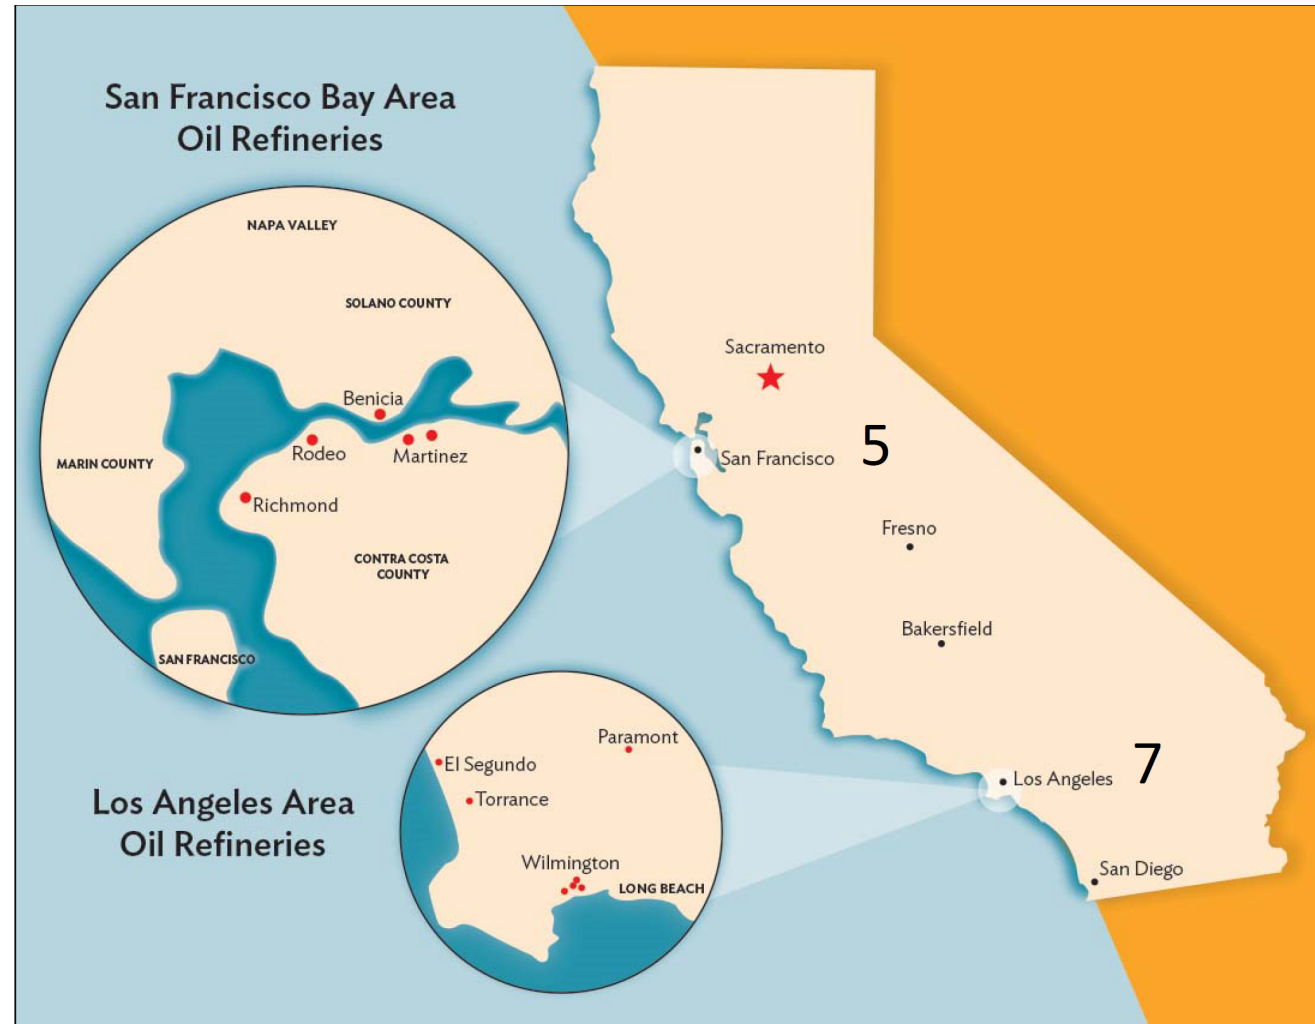 San Francisco Bay Area
Oil Refineries
NAPA VALLEY
SOLANO COUNTY
Benicia
Rodeo
Martinez
MARIN COUNTY
Richmond
CONTRA COSTA
COUNTY
SAN FRANCISCO
Sacramento
San Francisco
5
Fresno
Bakersfield
Los Angeles
7
San Diego
Los Angeles Area
Oil Refineries
Paramont
El Segundo
Torrance
Wilmington
LONG BEACH